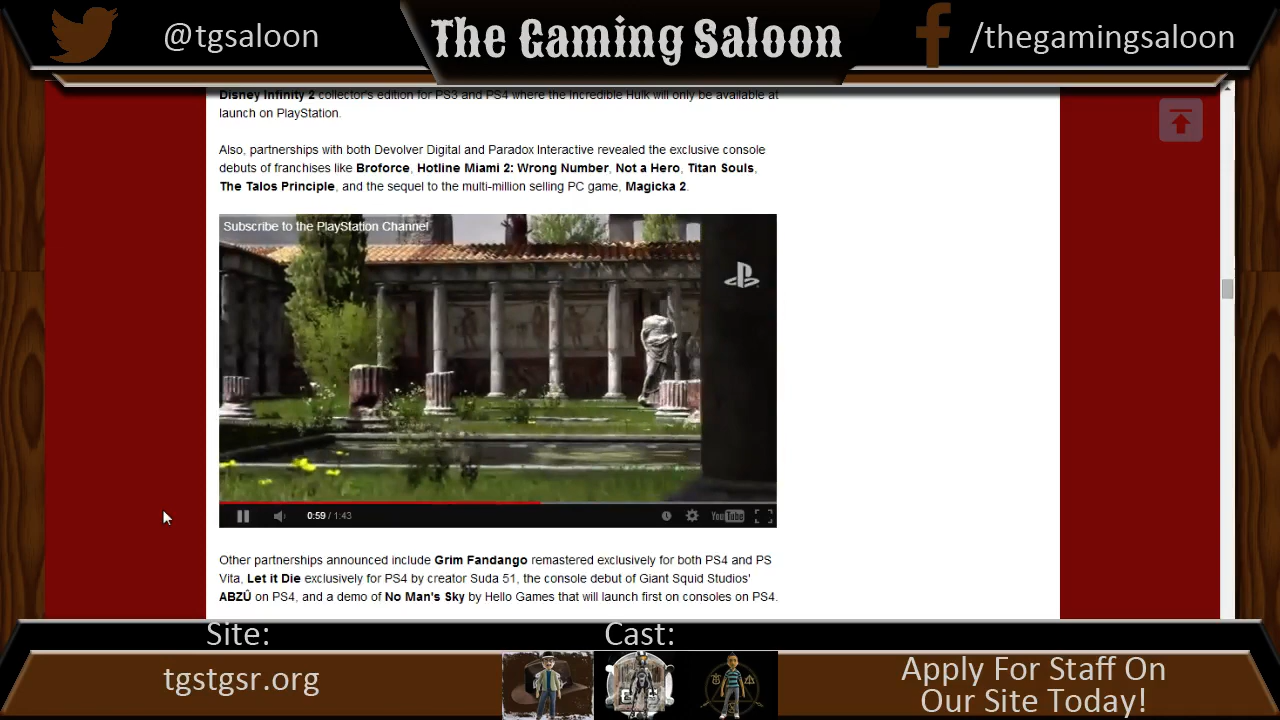 @tgsaloon
The Gaming Saloon
/thegamingsaloon
Disney Infinity 2 collector's edition for PS3 and PS4 where the Incredible Hulk will only be available at
launch on PlayStation.
Also, partnerships with both Devolver Digital and Paradox Interactive revealed the exclusive console
debuts of franchises like Broforce, Hotline Miami 2: Wrong Number, Not a Hero, Titan Souls,
The Talos Principle, and the sequel to the multi-million selling PC game, Magicka 2.
Subscribe to the PlayStation Channel
0:59 / 1:43
YouTube
Other partnerships announced include Grim Fandango remastered exclusively for both PS4 and PS
Vita, Let it Die exclusively for PS4 by creator Suda 51, the console debut of Giant Squid Studios'
ABZÛ on PS4, and a demo of No Man's Sky by Hello Games that will launch first on consoles on PS4.
Site:
Cast:
tgstgsr.org
Apply For Staff On
Our Site Today!